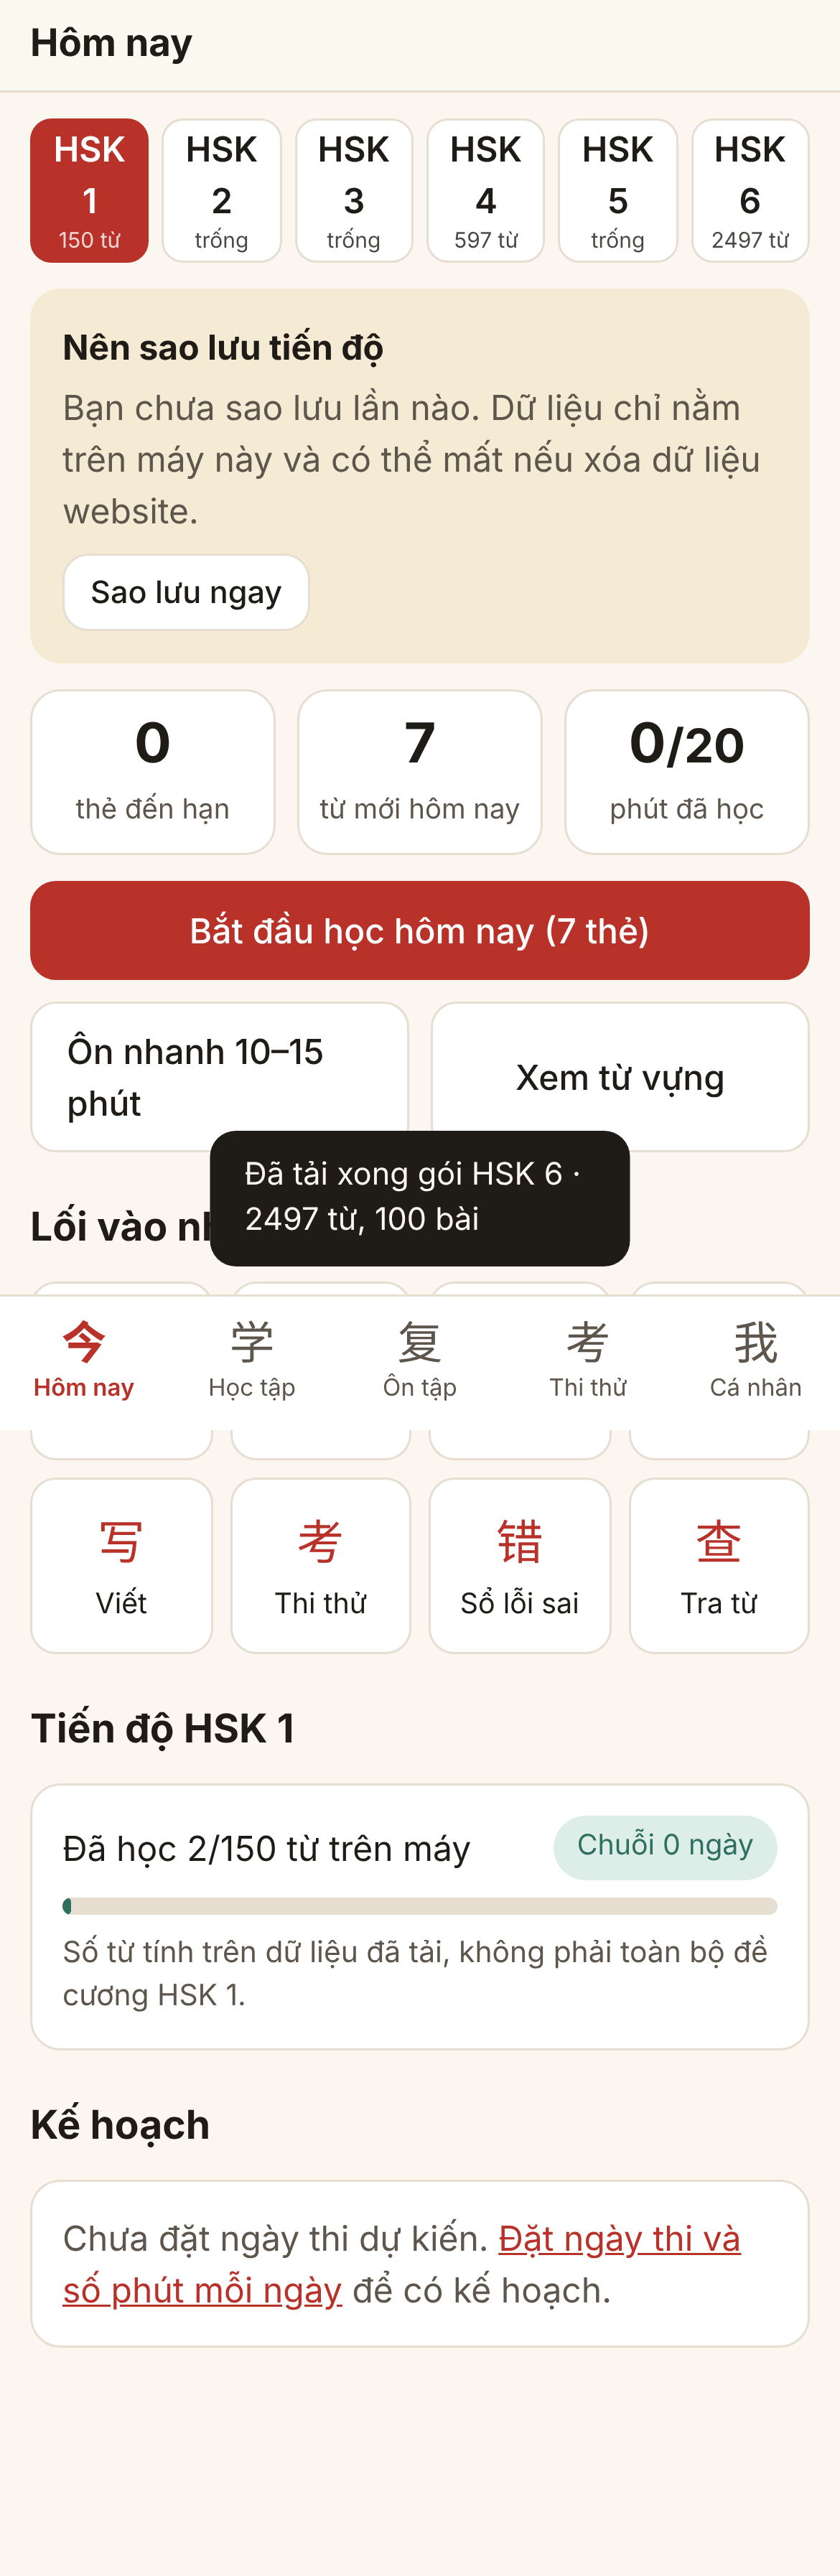 Hôm nay
HSK
1
150 từ
HSK
2
trống
HSK
3
trống
HSK
4
597 từ
HSK
5
trống
HSK
6
2497 từ
Nên sao lưu tiến độ
Bạn chưa sao lưu lần nào. Dữ liệu chỉ nằm
trên máy này và có thể mất nếu xóa dữ liệu
website.
Sao lưu ngay
0
thẻ đến hạn
7
từ mới hôm nay
0/20
phút đã học
Bắt đầu học hôm nay (7 thẻ)
Ôn nhanh 10–15
phút
Xem từ vựng
Đã tải xong gói HSK 6 ·
2497 từ, 100 bài
Lối vào
今
Hôm nay
学
Học tập
复
Ôn tập
考
Thi thử
我
Cá nhân
写
Viết
考
Thi thử
错
Sổ lỗi sai
查
Tra từ
Tiến độ HSK 1
Đã học 2/150 từ trên máy
Chuỗi 0 ngày
Số từ tính trên dữ liệu đã tải, không phải toàn bộ đề
cương HSK 1.
Kế hoạch
Chưa đặt ngày thi dự kiến. Đặt ngày thi và
số phút mỗi ngày để có kế hoạch.